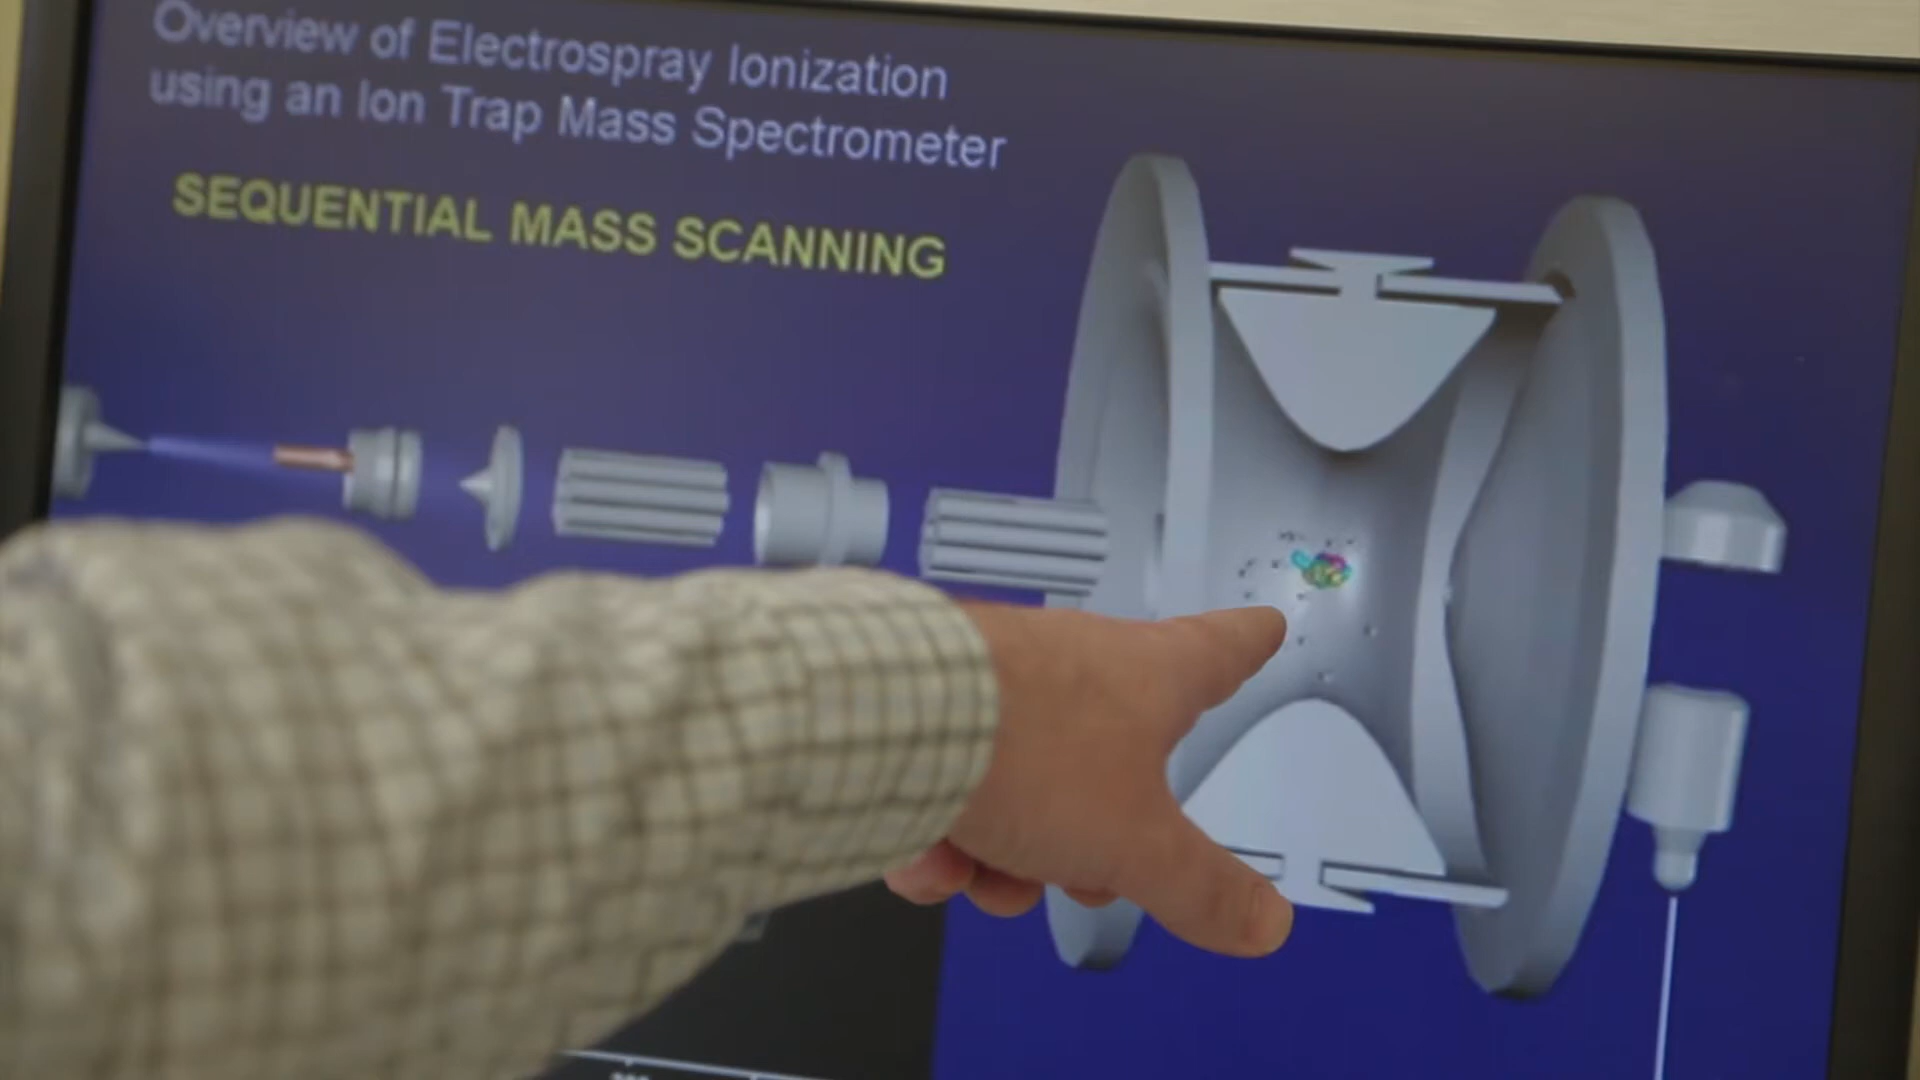 Overview of Electrospray Ionization
using an Ion Trap Mass Spectrometer
SEQUENTIAL MASS SCANNING